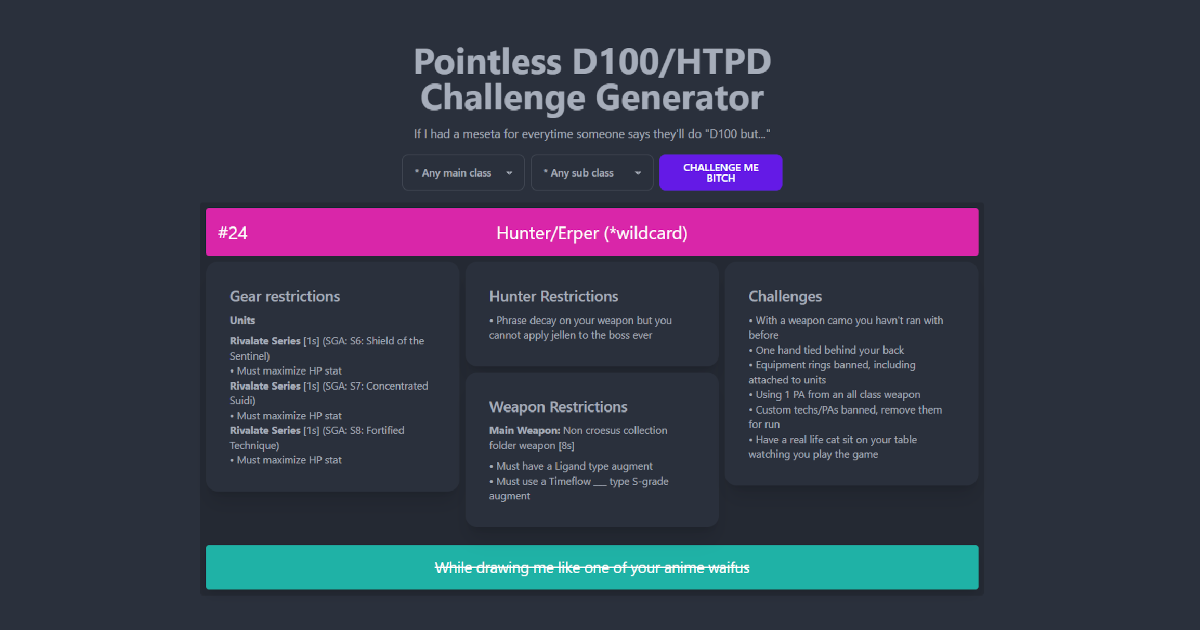 Pointless D100/HTPD
Challenge Generator
If I had a meseta for everytime someone says they'll do "D100 but..."
* Any main class
* Any sub class
CHALLENGE ME
BITCH
#24
Hunter/Erper (*wildcard)
Gear restrictions
Units
Rivalate Series [1s] (SGA: S6: Shield of the
Sentinel)
• Must maximize HP stat
Rivalate Series [1s] (SGA: S7: Concentrated
Suidi)
• Must maximize HP stat
Rivalate Series [1s] (SGA: S8: Fortified
Technique)
• Must maximize HP stat
Hunter Restrictions
• Phrase decay on your weapon but you
cannot apply jellen to the boss ever
Weapon Restrictions
Main Weapon: Non croesus collection
folder weapon [8s]
• Must have a Ligand type augment
• Must use a Timeflow ___ type S-grade
augment
Challenges
• With a weapon camo you havn't ran with
before
• One hand tied behind your back
• Equipment rings banned, including
attached to units
• Using 1 PA from an all class weapon
• Custom techs/PAs banned, remove them
for run
• Have a real life cat sit on your table
watching you play the game
While drawing me like one of your anime waifus